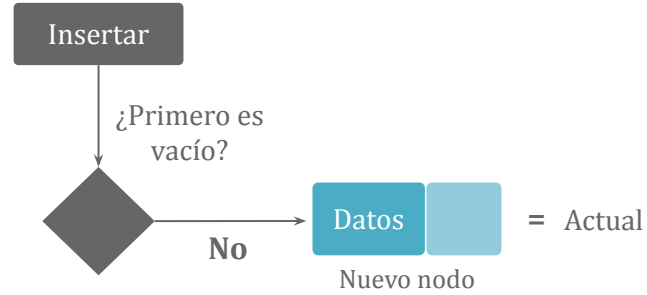 Insertar
¿Primero es
vacío?
No
Datos
= Actual
Nuevo nodo